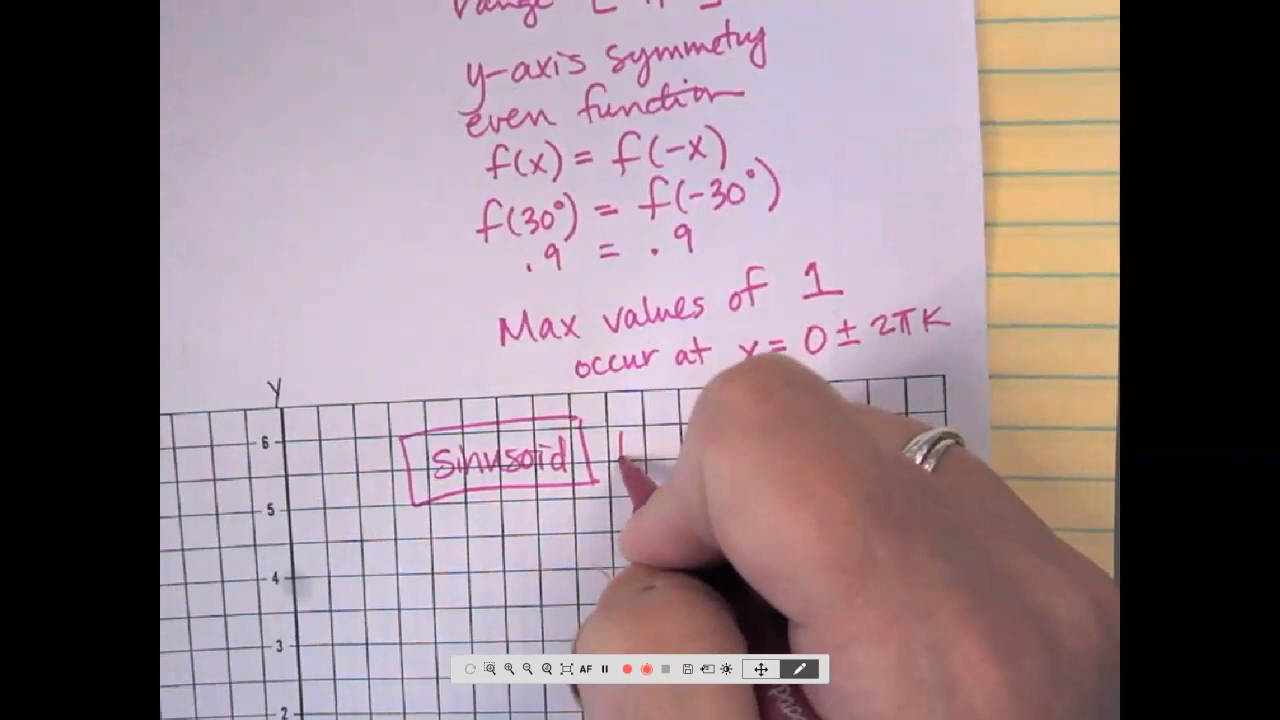 range [
y-axis symmetry
even function
f(x) = f(-x)
f(30°) = f(-30°)
.9 = .9
Max values of 1
occur at x = 0 ± 2πK
y
sinusoid
6
5
4
3
2
AF